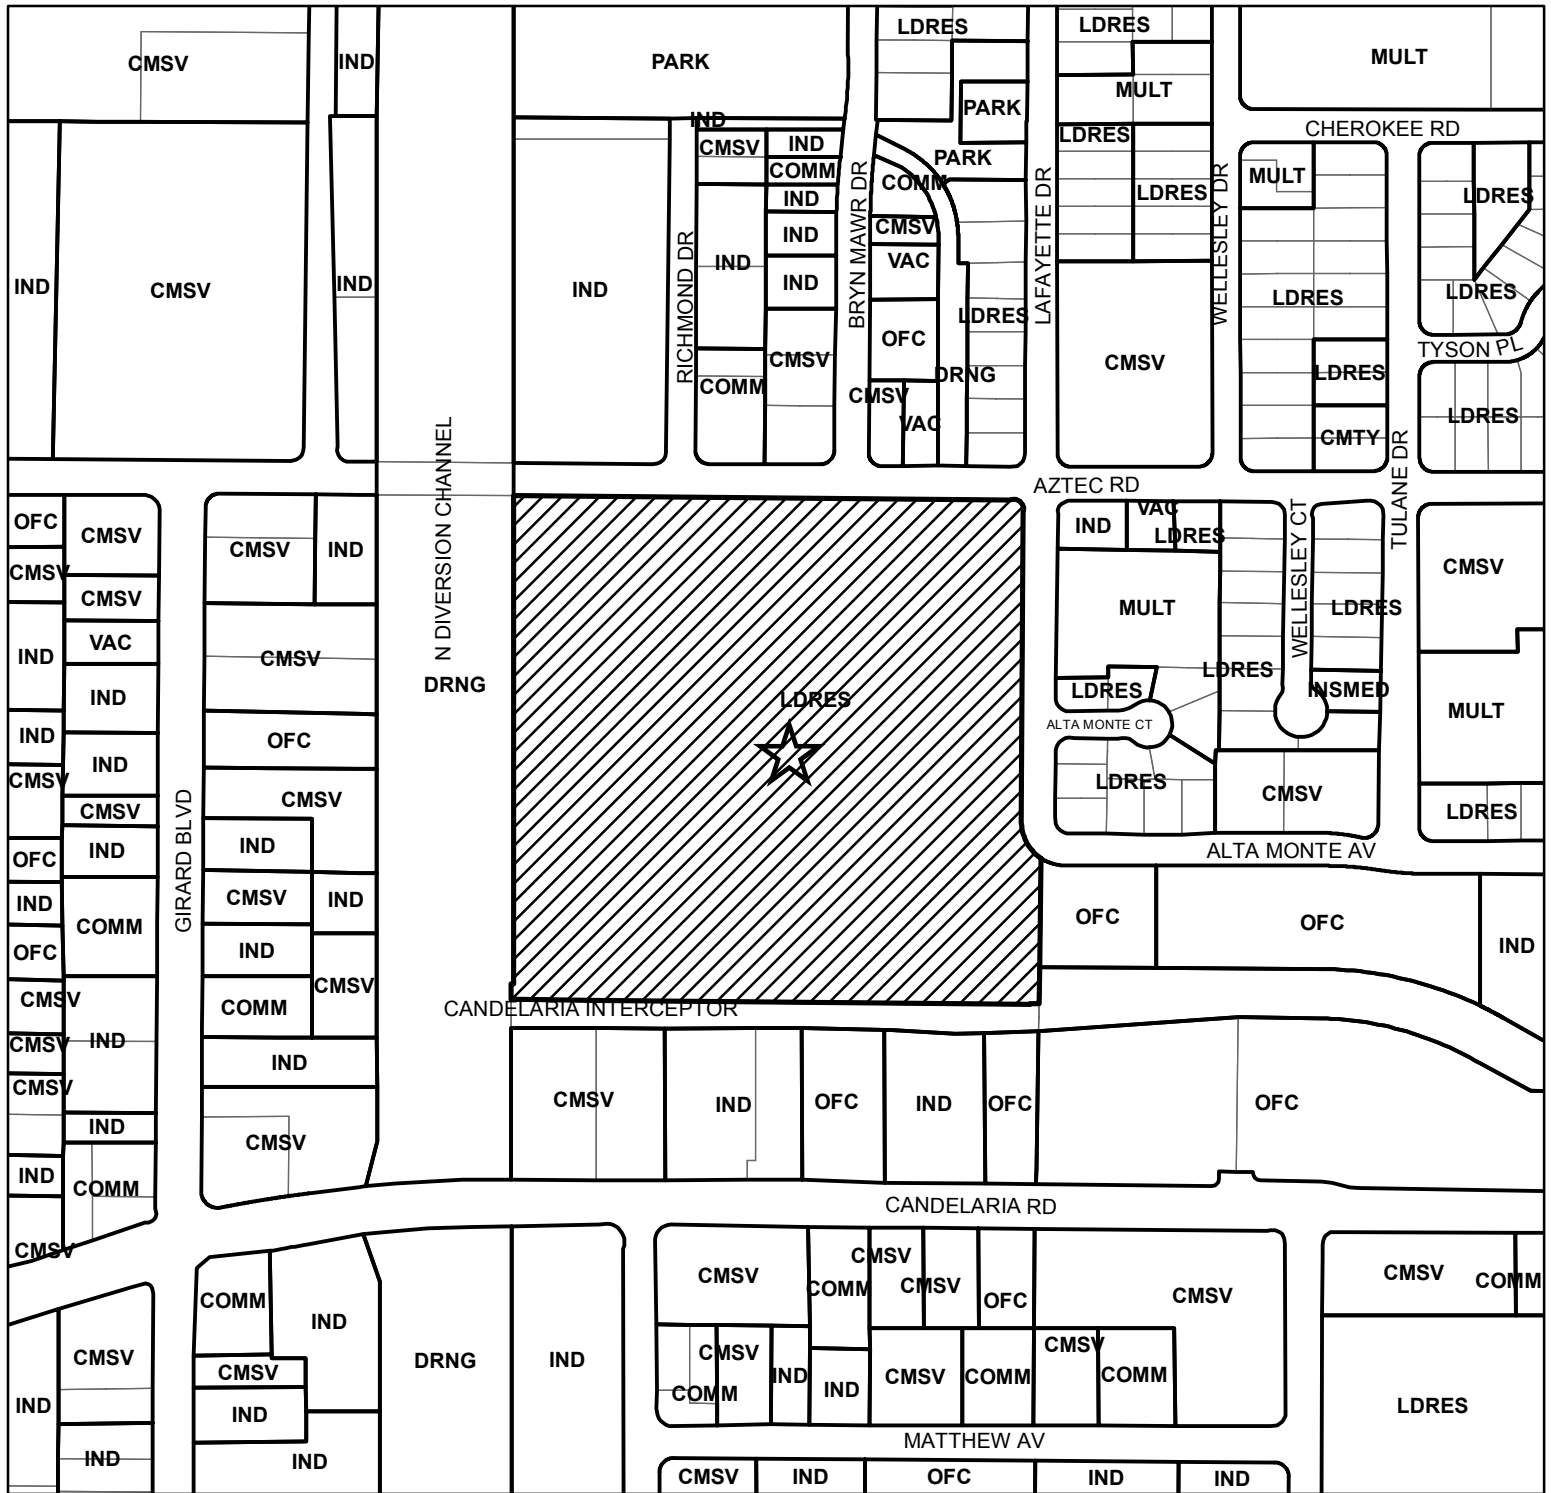 LDRES
LDRES
CMSV
IND
PARK
MULT
MULT
PARK
IND
CHEROKEE RD
LDRES
CMSV
IND
PARK
COMM
COMM
MULT
LDRES
LDRES
IND
CMSV
IND
VAC
BRYN MAWR DR
LAFAYETTE DR
WELLESLEY DR
RICHMOND DR
IND
IND
CMSV
IND
IND
IND
LDRES
LDRES
LDRES
OFC
TYSON PL
CMSV
CMSV
LDRES
DRNG
COMM
CMSV
VAC
LDRES
CMTY
TULANE DR
N DIVERSION CHANNEL
AZTEC RD
OFC
CMSV
CMSV
IND
IND
VAC
LDRES
WELLESLEY CT
CMSV
CMSV
CMSV
MULT
LDRES
VAC
IND
CMSV
LDRES
DRNG
IND
LDRES
LDRES
INSMED
MULT
IND
OFC
ALTA MONTE CT
IND
CMSV
LDRES
CMSV
CMSV
CMSV
LDRES
GIRARD BLVD
IND
IND
OFC
ALTA MONTE AV
CMSV
IND
IND
COMM
OFC
OFC
IND
OFC
IND
CMSV
CMSV
COMM
CANDELARIA INTERCEPTOR
CMSV
IND
IND
CMSV
CMSV
IND
OFC
IND
OFC
OFC
IND
CMSV
IND
COMM
CANDELARIA RD
CMSV
CMSV
CMSV
COMM
CMSV
OFC
CMSV
CMSV
COMM
COMM
IND
CMSV
CMSV
CMSV
DRNG
IND
CMSV
IND
IND
CMSV
COMM
COMM
COMM
IND
IND
LDRES
MATTHEW AV
IND
IND
CMSV
IND
OFC
IND
IND